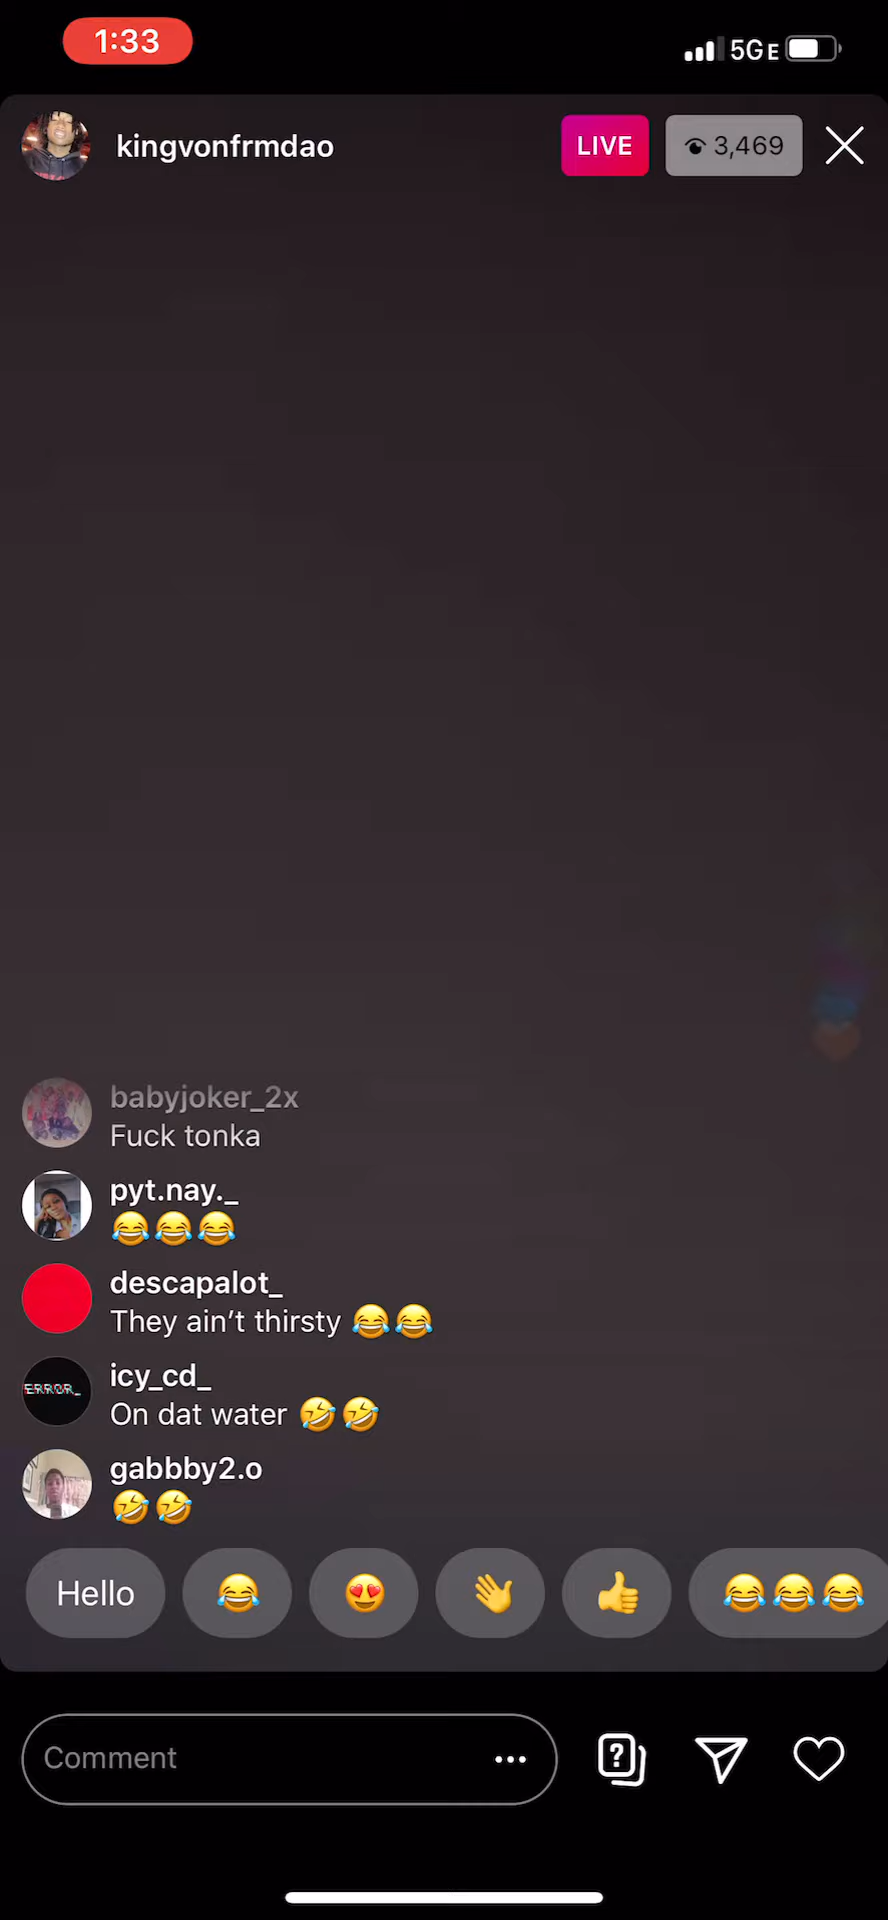 1:33
5GE
kingvonfrmdao
LIVE
3,469
babyjoker_2x
Fuck tonka
pyt.nay._
😂😂😂
descapalot_
They ain’t thirsty 😂😂
icy_cd_
ERROR_
On dat water 🤣🤣
gabbby2.o
🤣🤣
Hello 😂 😍 👋 👍 😂😂😂
Comment